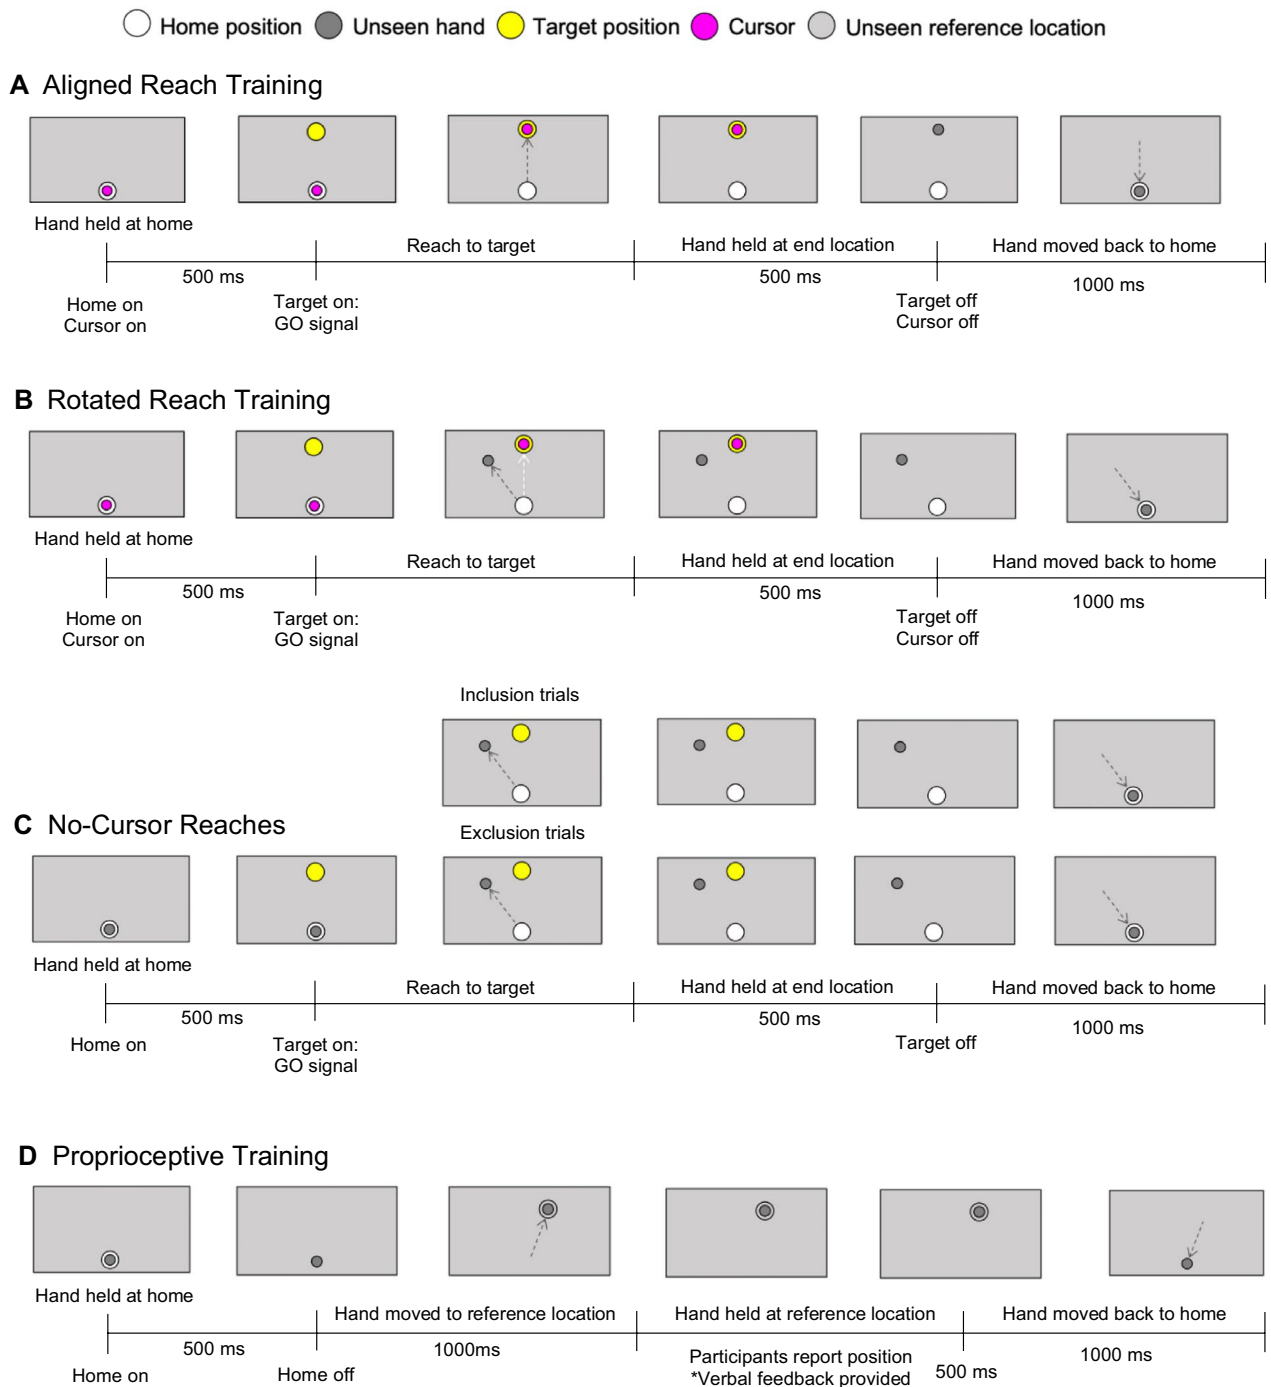 Home position Unseen hand Target position Cursor Unseen reference location
A Aligned Reach Training
Hand held at home
Reach to target
Hand held at end location
Hand moved back to home
500 ms
500 ms
1000 ms
Home on
Cursor on
Target on:
GO signal
Target off
Cursor off
B Rotated Reach Training
Hand held at home
Reach to target
Hand held at end location
Hand moved back to home
500 ms
500 ms
1000 ms
Home on
Cursor on
Target on:
GO signal
Target off
Cursor off
Inclusion trials
C No-Cursor Reaches
Exclusion trials
Hand held at home
Reach to target
Hand held at end location
Hand moved back to home
500 ms
500 ms
1000 ms
Home on
Target on:
GO signal
Target off
D Proprioceptive Training
Hand held at home
Hand moved to reference location
Hand held at reference location
Hand moved back to home
500 ms
1000ms
Participants report position
*Verbal feedback provided
500 ms
1000 ms
Home on
Home off